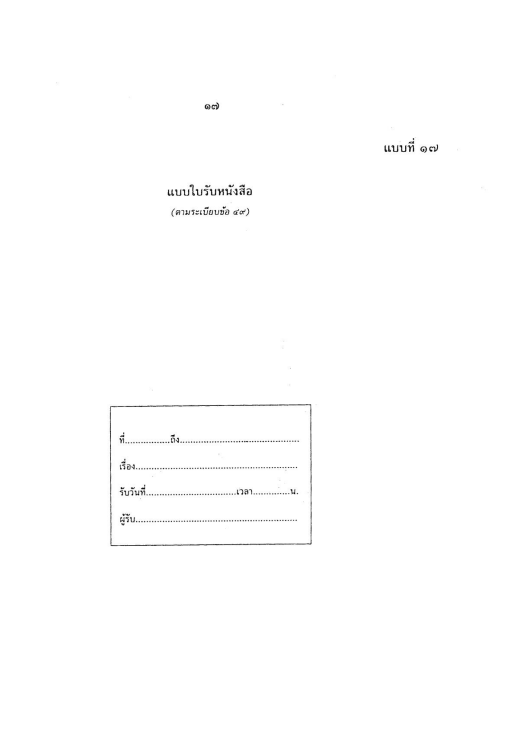 ๑๗
แบบที่ ๑๗
แบบใบรับหนังสือ
(ตามระเบียบข้อ ๔๙)
ที่.................ถึง.............................................
เรื่อง.............................................................
รับวันที่..................................เวลา..............น.
ผู้รับ.............................................................